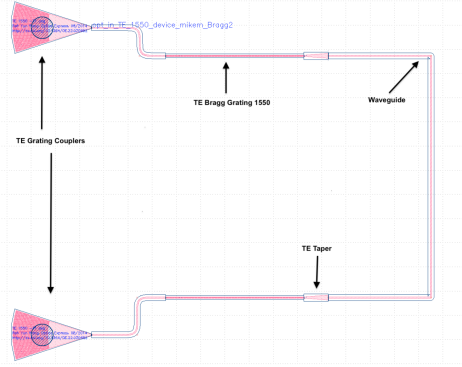 opt_in_TE_1550_device_mikem_Bragg2
TE Bragg Grating 1550
Waveguide
TE Grating Couplers
TE Taper